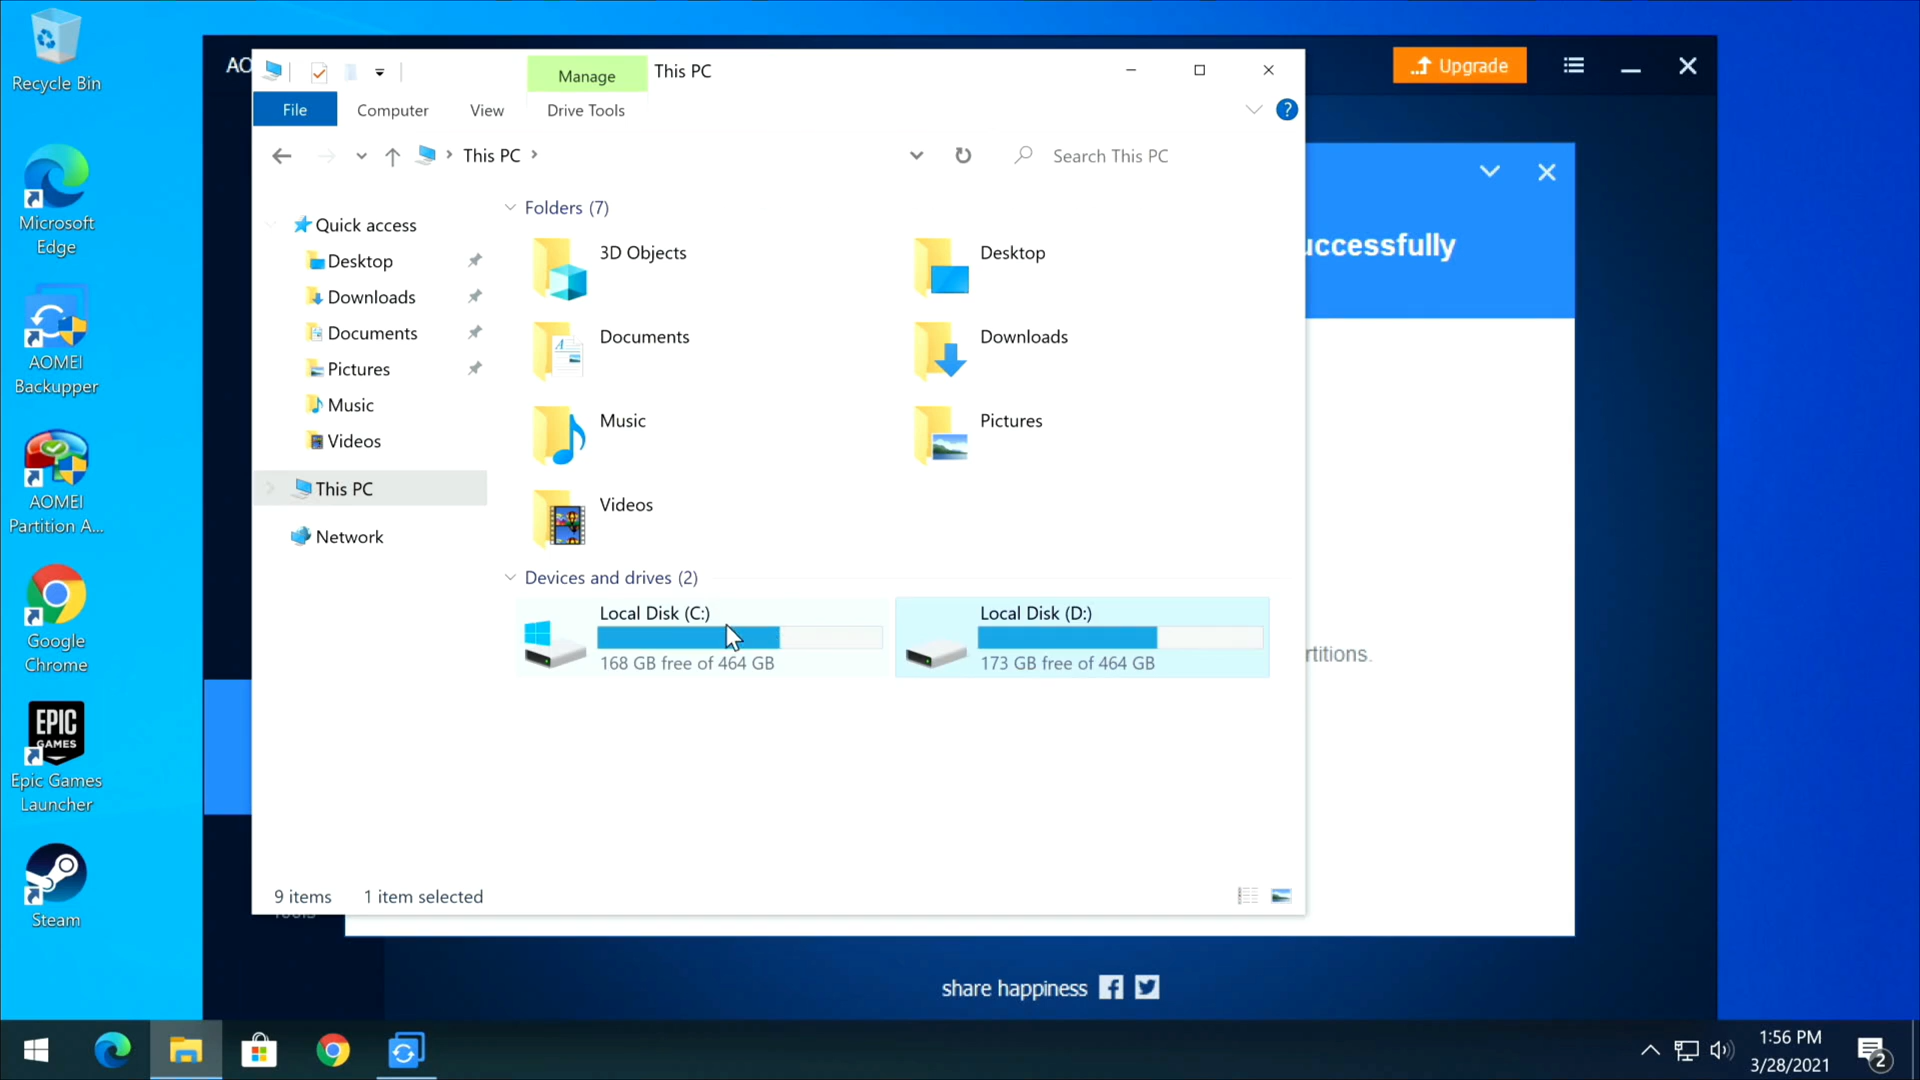 Recycle Bin
Microsoft
Edge
AOMEI
Backupper
AOMEI
Partition A...
Google
Chrome
EPIC
GAMES
Epic Games
Launcher
Steam
AO
Upgrade
Manage
This PC
File
Computer
View
Drive Tools
?
This PC
Search This PC
Quick access
Desktop
Downloads
Documents
Pictures
Music
Videos
This PC
Network
Folders (7)
3D Objects
Desktop
Documents
Downloads
Music
Pictures
Videos
Devices and drives (2)
Local Disk (C:)
168 GB free of 464 GB
Local Disk (D:)
173 GB free of 464 GB
9 items
1 item selected
uccessfully
rtitions.
share happiness
1:56 PM
3/28/2021
2